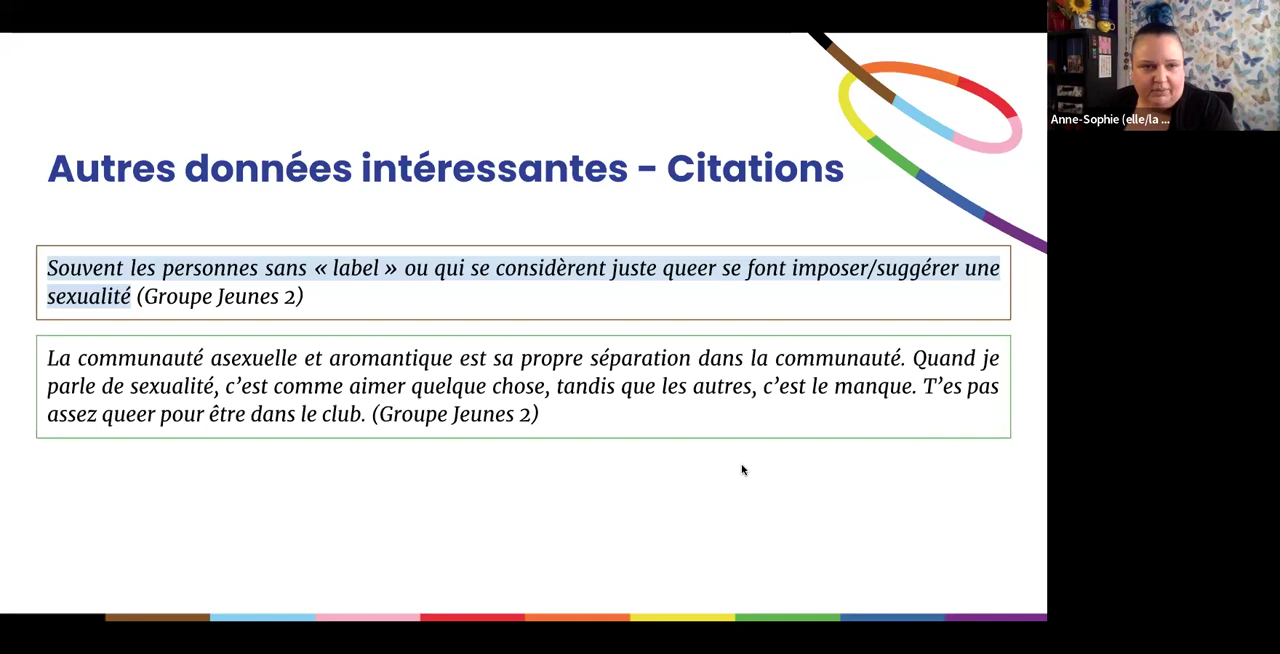 Autres données intéressantes - Citations
Souvent les personnes sans « label » ou qui se considèrent juste queer se font imposer/suggérer une
sexualité (Groupe Jeunes 2)
La communauté asexuelle et aromantique est sa propre séparation dans la communauté. Quand je
parle de sexualité, c’est comme aimer quelque chose, tandis que les autres, c’est le manque. T’es pas
assez queer pour être dans le club. (Groupe Jeunes 2)
Anne-Sophie (elle/la ...